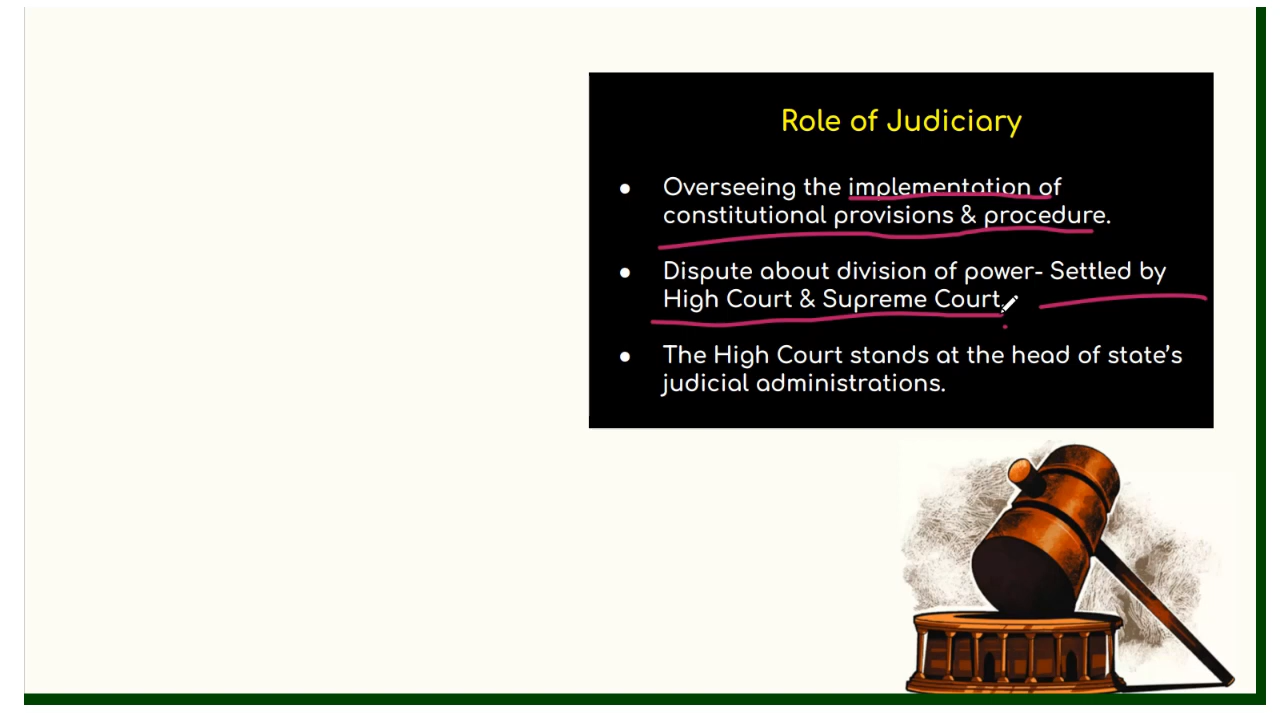 Role of Judiciary
● Overseeing the implementation of
constitutional provisions & procedure.
● Dispute about division of power- Settled by
High Court & Supreme Court.
● The High Court stands at the head of state's
judicial administrations.